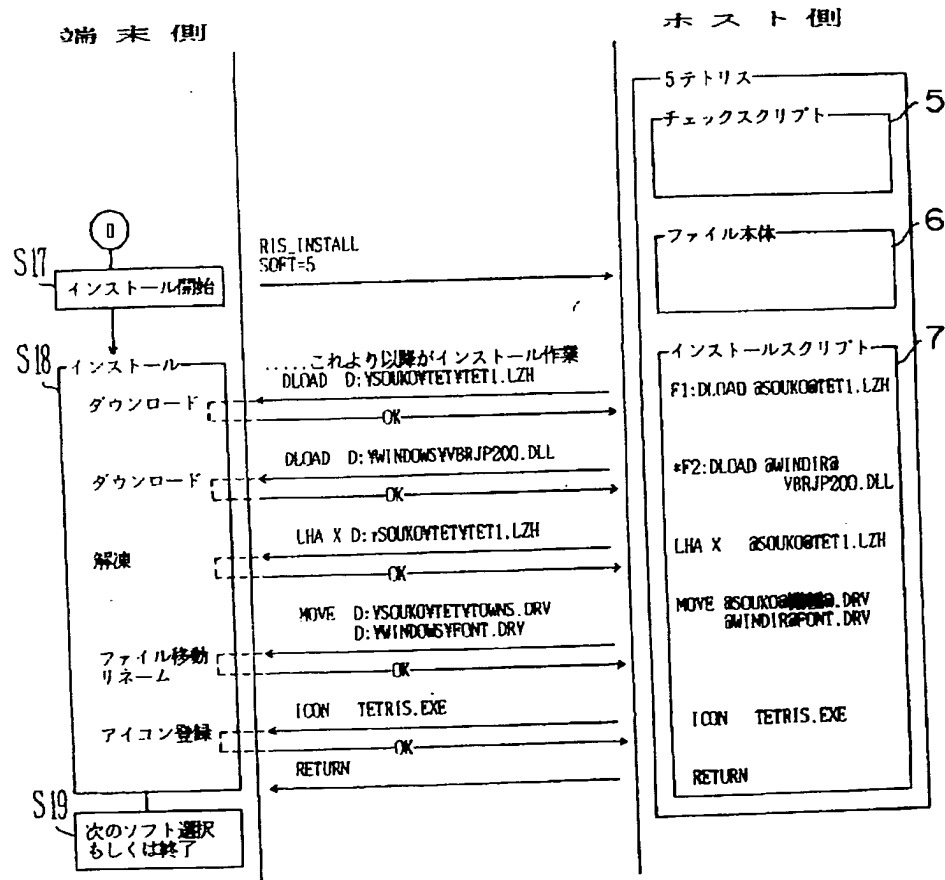 端末側
ホスト側
5テトリス
チェックスクリプト
5
ファイル本体
6
S17
インストール開始
RIS_INSTALL
SOFT=5
S18
インストール
.....これより以降がインストール作業
インストールスクリプト
7
ダウンロード
DLOAD D:¥SOUKO¥TET¥TET1.LZH
OK
F1:DLOAD @SOUKO@TET1.LZH
ダウンロード
DLOAD D:¥WINDOWS¥VBRJP200.DLL
OK
*F2:DLOAD @WINDIR@
VBRJP200.DLL
解凍
LHA X D:rSOUKO¥TET¥TET1.LZH
OK
LHA X @SOUKO@TET1.LZH
ファイル移動
リネーム
MOVE D:¥SOUKO¥TET¥TOWNS.DRV
D:¥WINDOWS¥FONT.DRV
OK
MOVE @SOUKO@.DRV
@WINDIR@FONT.DRV
アイコン登録
ICON TETRIS.EXE
OK
ICON TETRIS.EXE
RETURN
RETURN
S19
次のソフト選択
もしくは終了